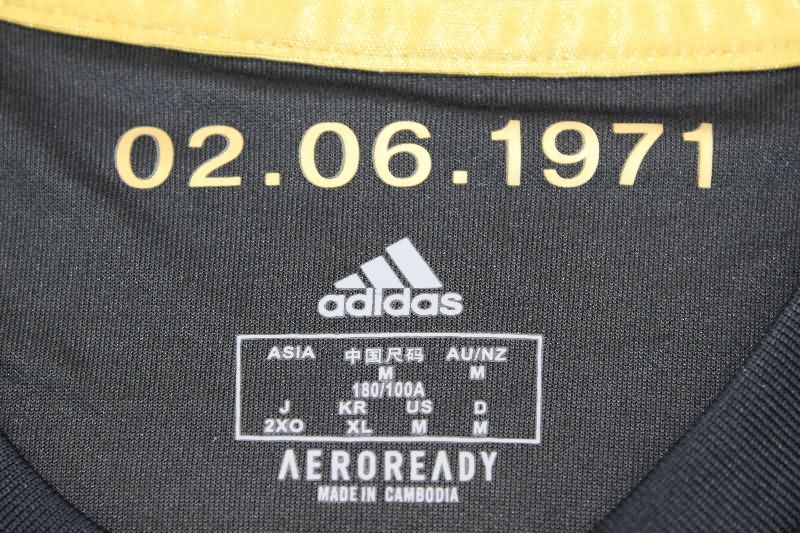 02.06.1971
adidas
ASIA 中国尺码 AU/NZ
M M
180/100A
J KR US D
2XO XL M M
AEROREADY
MADE IN CAMBODIA